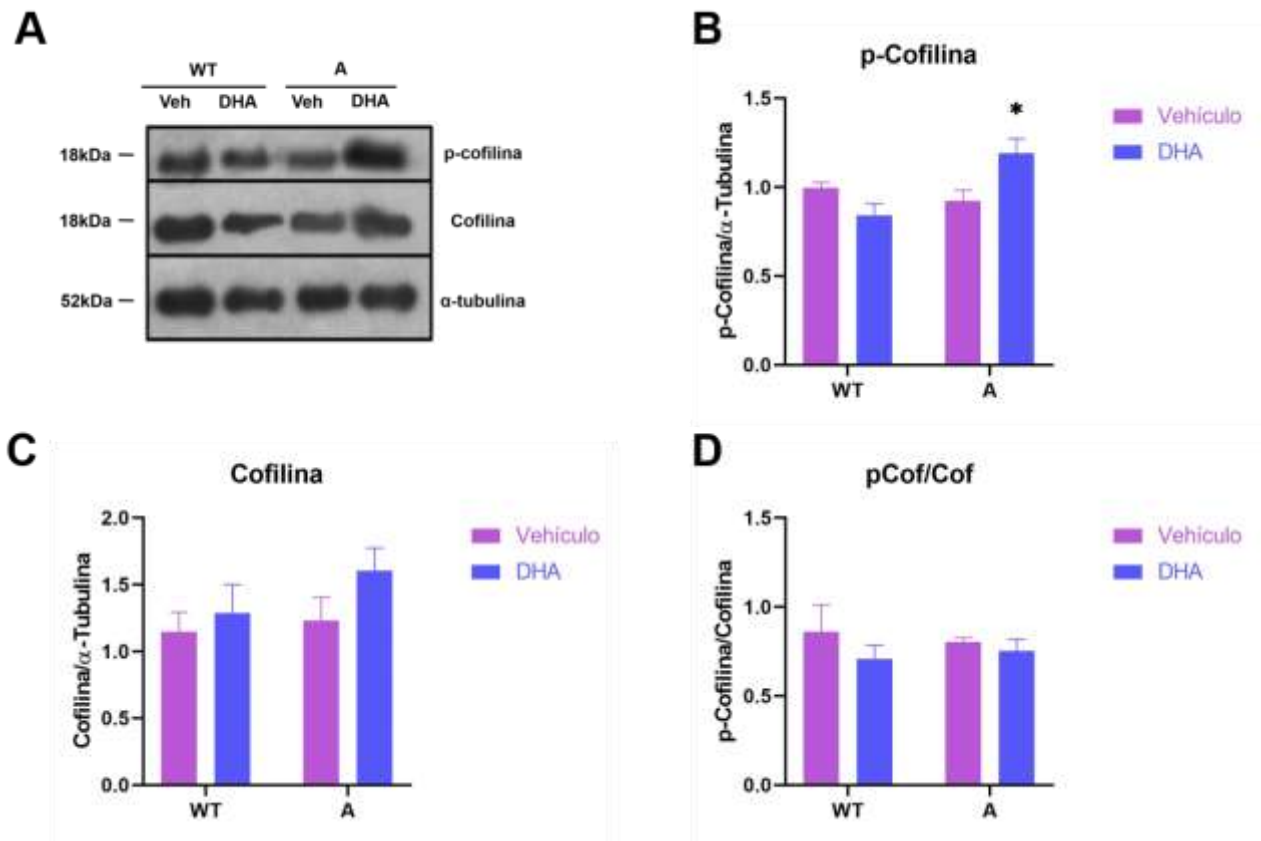 A
WT A
Veh DHA Veh DHA
18kDa p-cofilina
18kDa Cofilina
52kDa α-tubulina
B
p-Cofilina
p-Cofilina/α-Tubulina
1.5
1.0
0.5
0.0
*
WT A
Vehículo
DHA
C
Cofilina
Cofilina/α-Tubulina
2.0
1.5
1.0
0.5
0.0
WT A
Vehículo
DHA
D
pCof/Cof
p-Cofilina/Cofilina
1.5
1.0
0.5
0.0
WT A
Vehículo
DHA